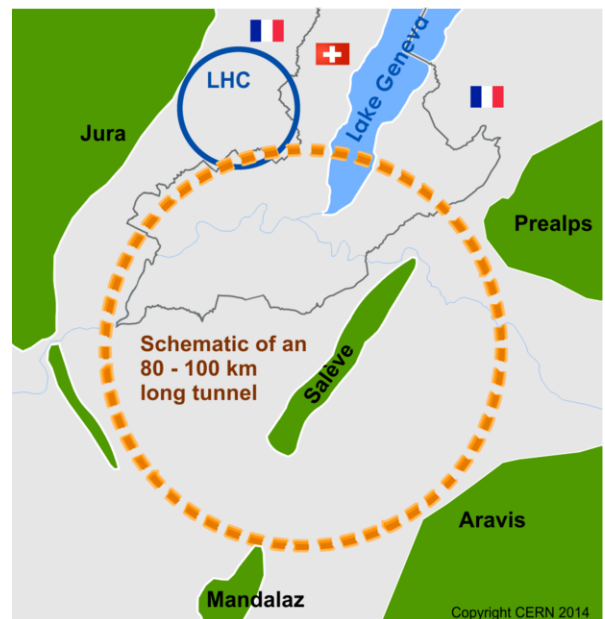 LHC
Lake Geneva
Jura
Prealps
Schematic of an
80 - 100 km
long tunnel
Salève
Aravis
Mandalaz
Copyright CERN 2014